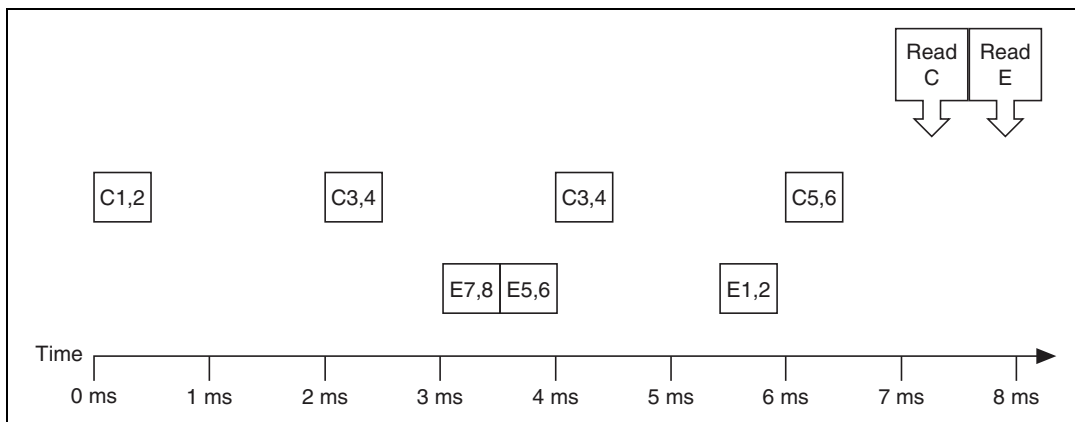 Read
C
Read
E
C1,2
C3,4
C3,4
C5,6
E7,8
E5,6
E1,2
Time
0 ms
1 ms
2 ms
3 ms
4 ms
5 ms
6 ms
7 ms
8 ms